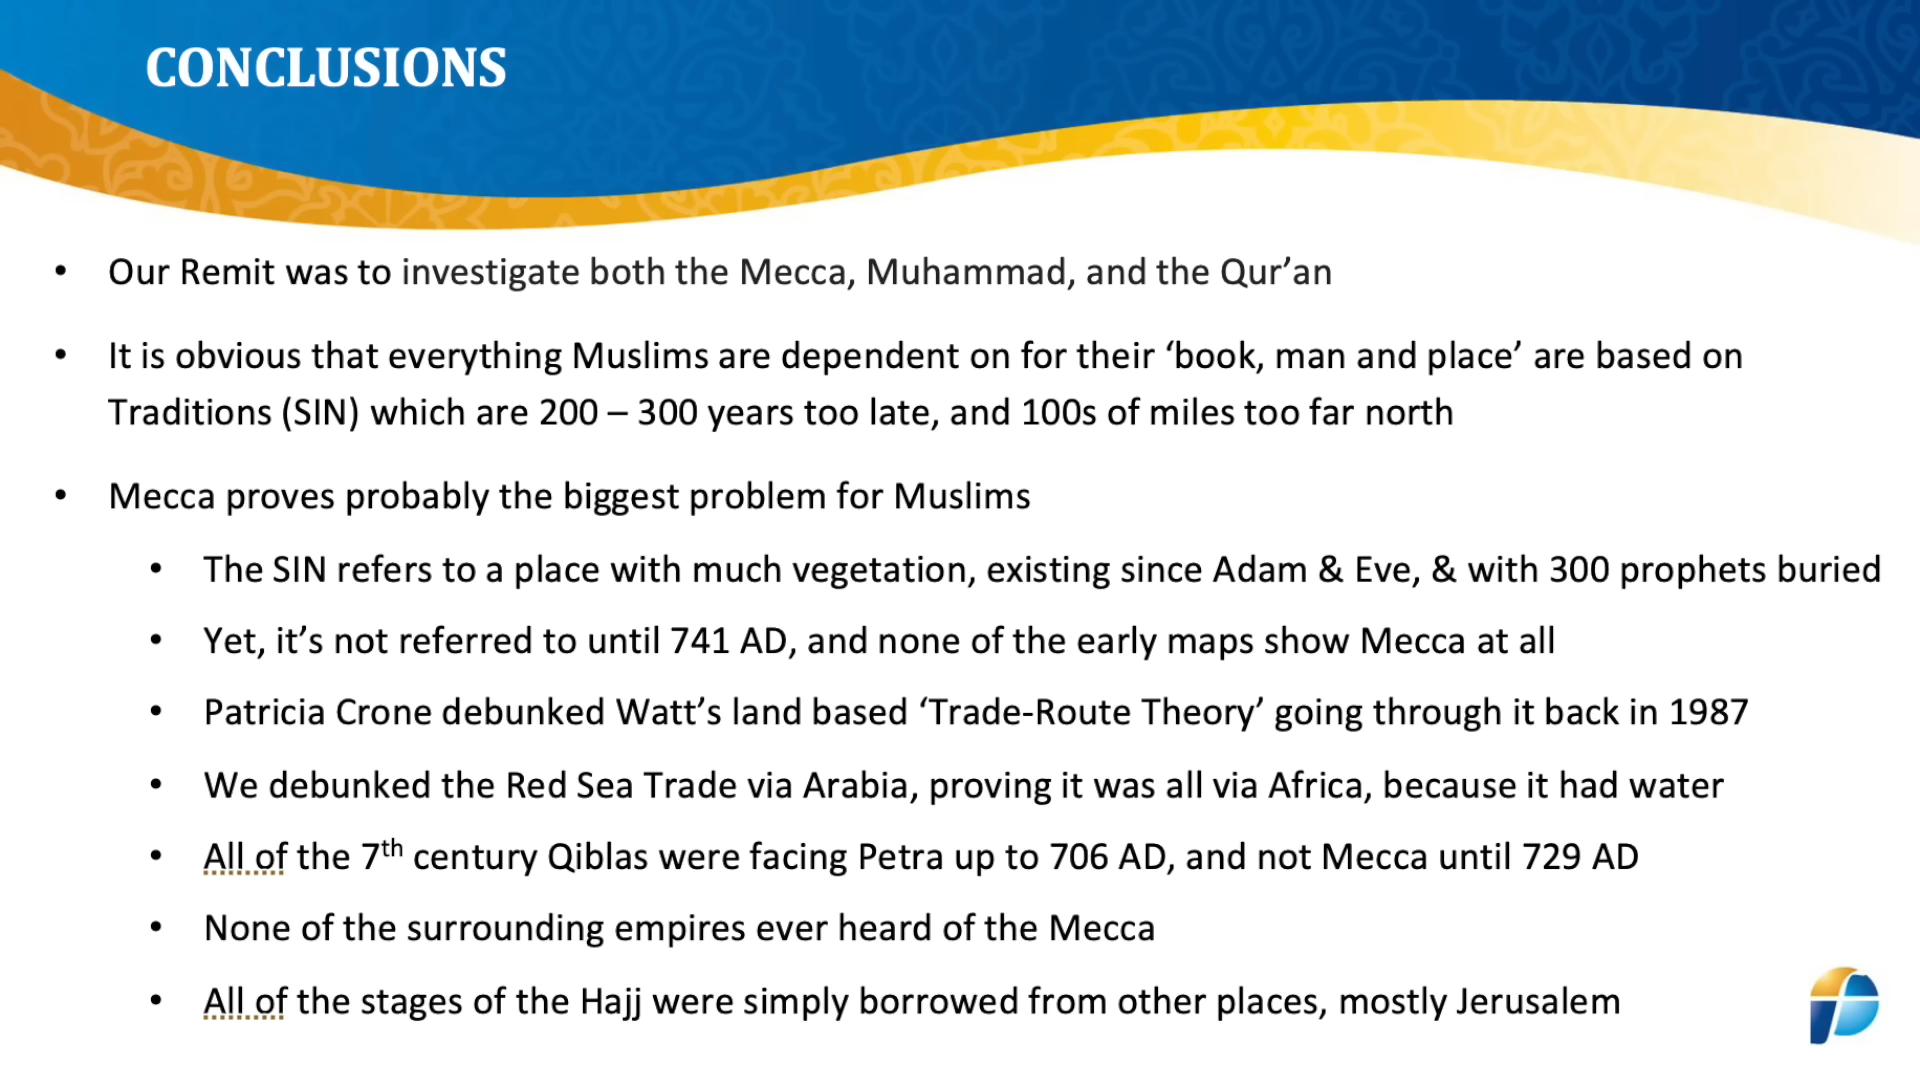 CONCLUSIONS
• Our Remit was to investigate both the Mecca, Muhammad, and the Qur’an
• It is obvious that everything Muslims are dependent on for their ‘book, man and place’ are based on
Traditions (SIN) which are 200 – 300 years too late, and 100s of miles too far north
• Mecca proves probably the biggest problem for Muslims
• The SIN refers to a place with much vegetation, existing since Adam & Eve, & with 300 prophets buried
• Yet, it’s not referred to until 741 AD, and none of the early maps show Mecca at all
• Patricia Crone debunked Watt’s land based ‘Trade-Route Theory’ going through it back in 1987
• We debunked the Red Sea Trade via Arabia, proving it was all via Africa, because it had water
• All of the 7th century Qiblas were facing Petra up to 706 AD, and not Mecca until 729 AD
• None of the surrounding empires ever heard of the Mecca
• All of the stages of the Hajj were simply borrowed from other places, mostly Jerusalem